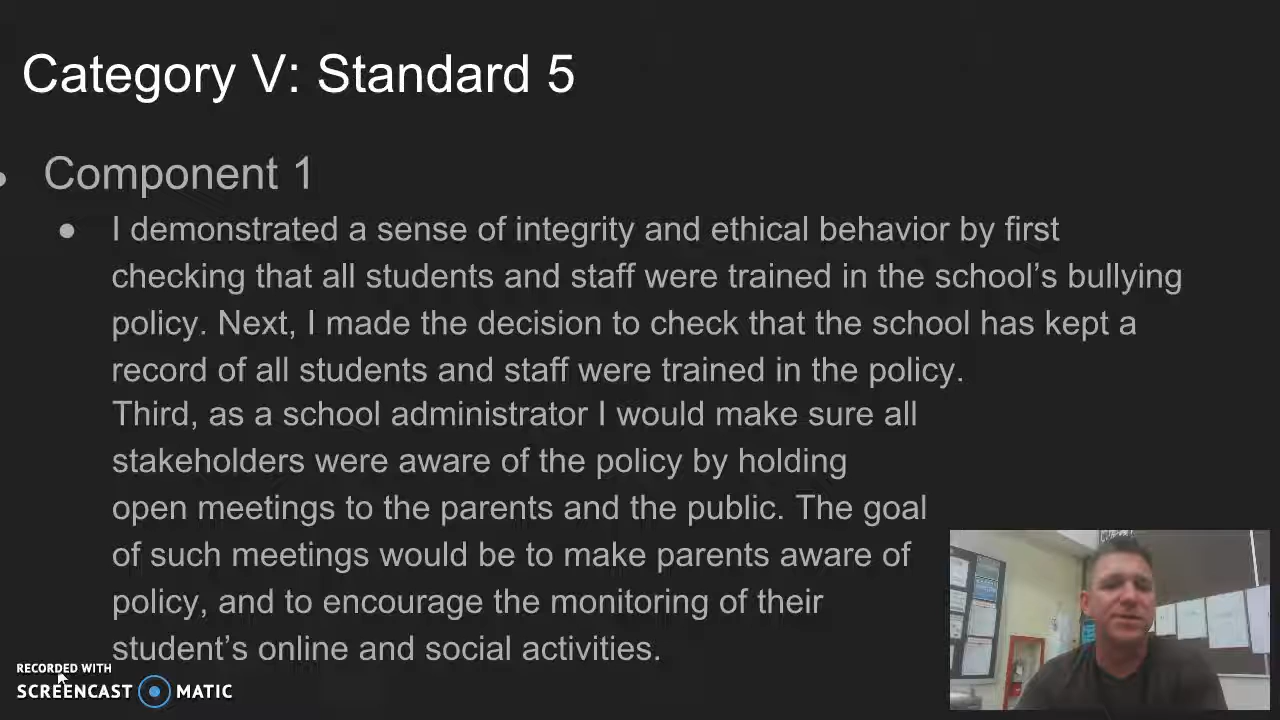 Category V: Standard 5
Component 1
I demonstrated a sense of integrity and ethical behavior by first
checking that all students and staff were trained in the school’s bullying
policy. Next, I made the decision to check that the school has kept a
record of all students and staff were trained in the policy.
Third, as a school administrator I would make sure all
stakeholders were aware of the policy by holding
open meetings to the parents and the public. The goal
of such meetings would be to make parents aware of
policy, and to encourage the monitoring of their
student’s online and social activities.
RECORDED WITH
SCREENCAST MATIC